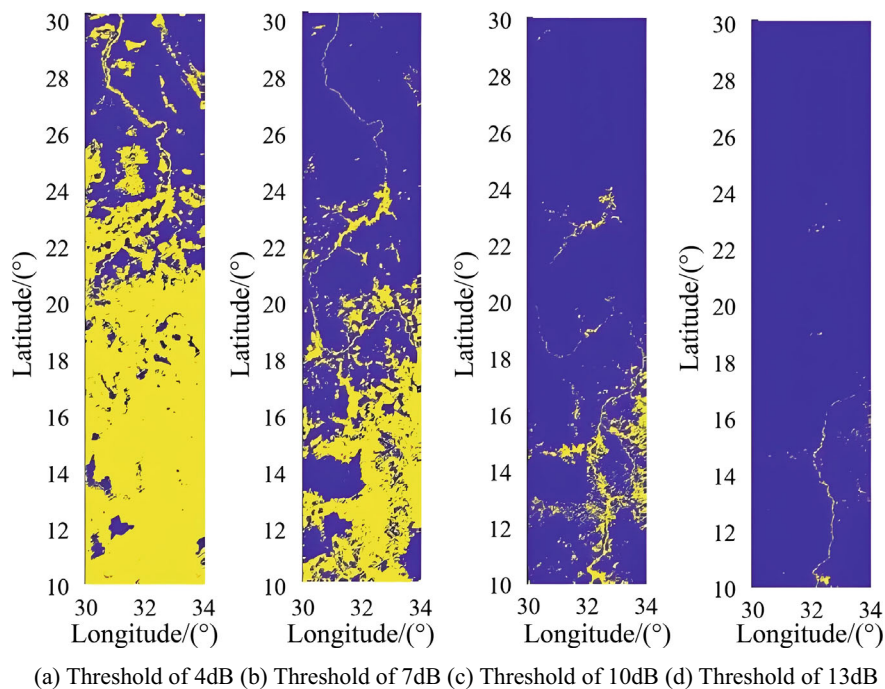 30 30 30 30
28 28 28 28
26 26 26 26
24 24 24 24
22 22 22 22
20 20 20 20
18 18 18 18
16 16 16 16
14 14 14 14
12 12 12 12
10 10 10 10
Latitude/(°) Latitude/(°) Latitude/(°) Latitude/(°)
30 32 34 30 32 34 30 32 34 30 32 34
Longitude/(°) Longitude/(°) Longitude/(°) Longitude/(°)
(a) Threshold of 4dB (b) Threshold of 7dB (c) Threshold of 10dB (d) Threshold of 13dB